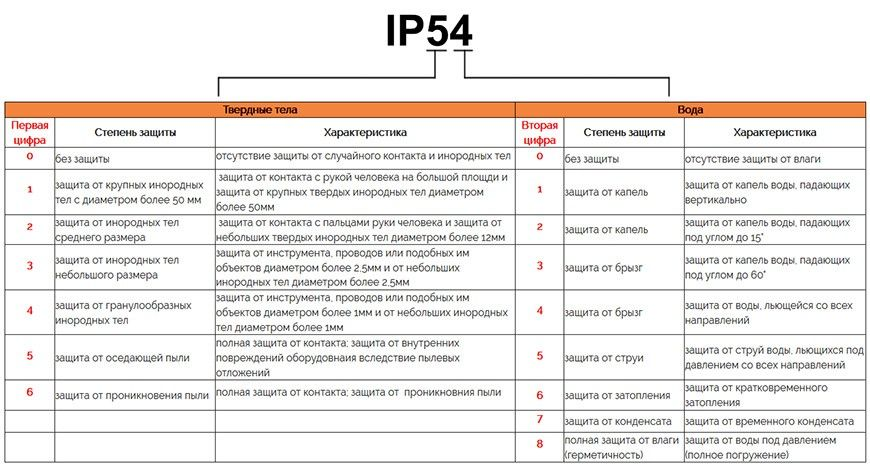 IP54
Твердные тела
Вода
Первая
цифра
Степень защиты
Характеристика
Вторая
цифра
Степень защиты
Характеристика
0
без защиты
отсутствие защиты от случайного контакта и инородных тел
0
без защиты
отсутствие защиты от влаги
1
защита от крупных инородных
тел с диаметром более 50 мм
защита от контакта с рукой человека на большой площди и
защита от крупных твердых инородных тел диаметром
более 50мм
1
защита от капель
защита от капель воды, падающих
вертикально
2
защита от инородных тел
среднего размера
защита от контакта с пальцами руки человека и защита от
небольших твердых инородных тел диаметром более 12мм
2
защита от капель
защита от капель воды, падающих
под углом до 15°
3
защита от инородных тел
небольшого размера
защита от инструмента, проводов или подобных им
объектов диаметром более 2,5мм и от небольших
инородных тел диаметром более 2,5мм
3
защита от брызг
защита от капель воды, падающих
под углом до 60°
4
защита от гранулообразных
инородных тел
защита от инструмента, проводов или подобных им
объектов диаметром более 1мм и от небольших инородных
тел диаметром более 1мм
4
защита от брызг
защита от воды, льющейся со всех
направлений
5
защита от оседающей пыли
полная защита от контакта; защита от внутренних
повреждений оборудовнаия вследствие пылевых
отложений
5
защита от струи
защита от струй воды, льющихся под
давлением со всех направлений
6
защита от проникновения пыли
полная защита от контакта; защита от проникновния пыли
6
защита от затопления
защита от кратковременного
затопления
7
защита от конденсата
защита от временного конденсата
8
полная защита от влаги
(герметичность)
защита от воды под давлением
(полное погружение)